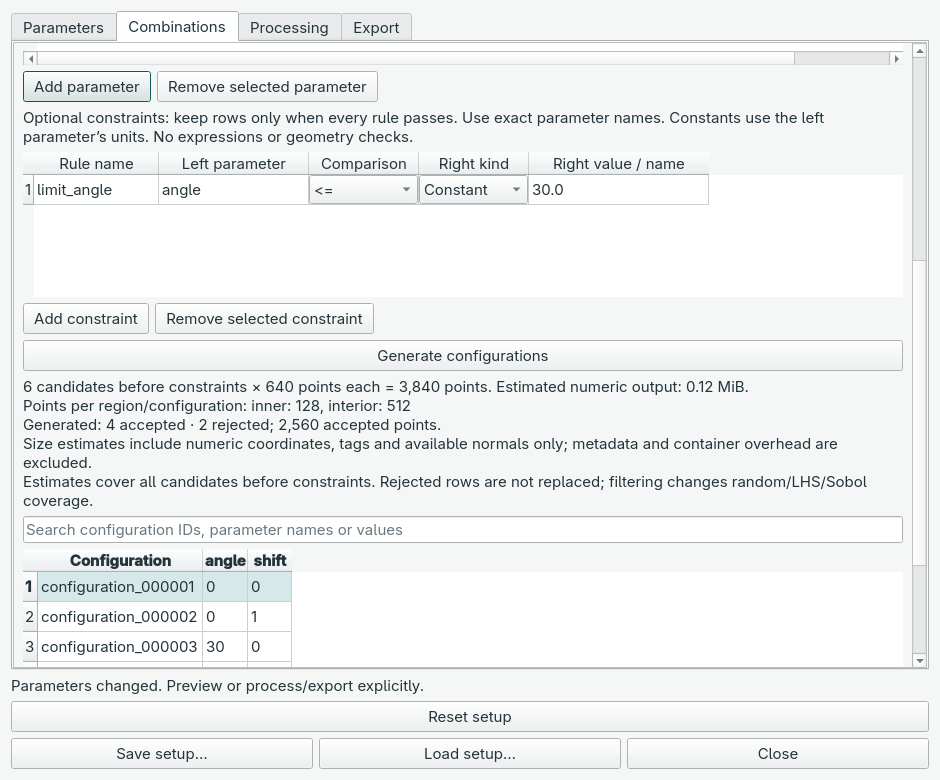 Parameters Combinations Processing Export
Add parameter Remove selected parameter
Optional constraints: keep rows only when every rule passes. Use exact parameter names. Constants use the left
parameter’s units. No expressions or geometry checks.
Rule name Left parameter Comparison Right kind Right value / name
1 limit_angle angle <= Constant 30.0
Add constraint Remove selected constraint
Generate configurations
6 candidates before constraints × 640 points each = 3,840 points. Estimated numeric output: 0.12 MiB.
Points per region/configuration: inner: 128, interior: 512
Generated: 4 accepted · 2 rejected; 2,560 accepted points.
Size estimates include numeric coordinates, tags and available normals only; metadata and container overhead are
excluded.
Estimates cover all candidates before constraints. Rejected rows are not replaced; filtering changes random/LHS/Sobol
coverage.
Search configuration IDs, parameter names or values
Configuration angle shift
1 configuration_000001 0 0
2 configuration_000002 0 1
3 configuration_000003 30 0
Parameters changed. Preview or process/export explicitly.
Reset setup
Save setup... Load setup... Close